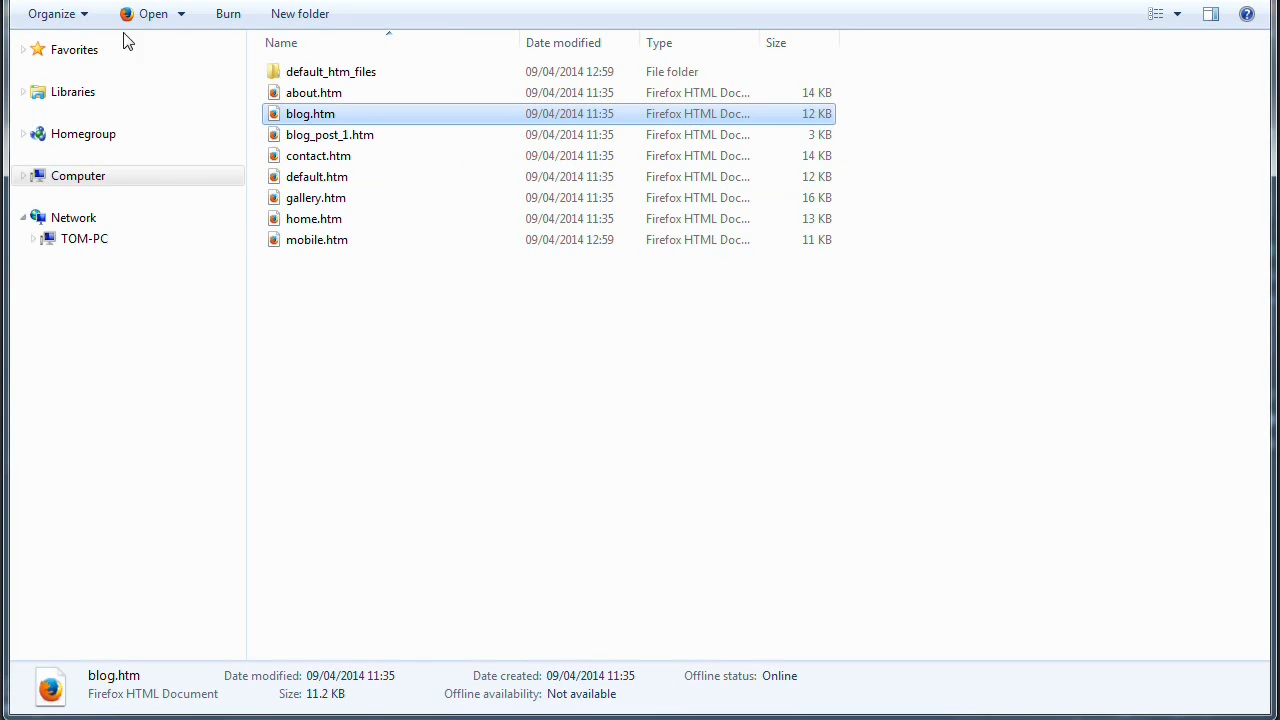 Organize Open Burn New folder
Favorites
Libraries
Homegroup
Computer
Network
TOM-PC
Name Date modified Type Size
default_htm_files 09/04/2014 12:59 File folder
about.htm 09/04/2014 11:35 Firefox HTML Doc... 14 KB
blog.htm 09/04/2014 11:35 Firefox HTML Doc... 12 KB
blog_post_1.htm 09/04/2014 11:35 Firefox HTML Doc... 3 KB
contact.htm 09/04/2014 11:35 Firefox HTML Doc... 14 KB
default.htm 09/04/2014 11:35 Firefox HTML Doc... 12 KB
gallery.htm 09/04/2014 11:35 Firefox HTML Doc... 16 KB
home.htm 09/04/2014 11:35 Firefox HTML Doc... 13 KB
mobile.htm 09/04/2014 12:59 Firefox HTML Doc... 11 KB
blog.htm Date modified: 09/04/2014 11:35 Date created: 09/04/2014 11:35 Offline status: Online
Firefox HTML Document Size: 11.2 KB Offline availability: Not available